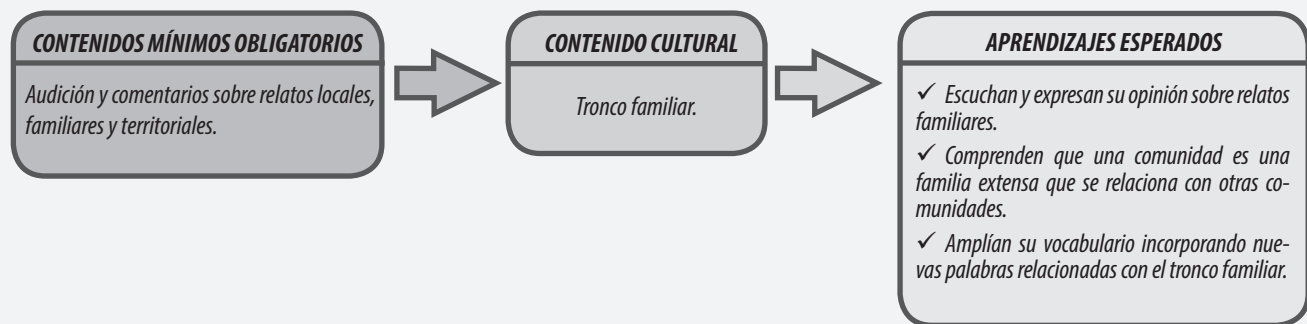 CONTENIDOS MÍNIMOS OBLIGATORIOS
Audición y comentarios sobre relatos locales,
familiares y territoriales.
CONTENIDO CULTURAL
Tronco familiar.
APRENDIZAJES ESPERADOS
✓ Escuchan y expresan su opinión sobre relatos
familiares.
✓ Comprenden que una comunidad es una
familia extensa que se relaciona con otras co-
munidades.
✓ Amplían su vocabulario incorporando nue-
vas palabras relacionadas con el tronco familiar.